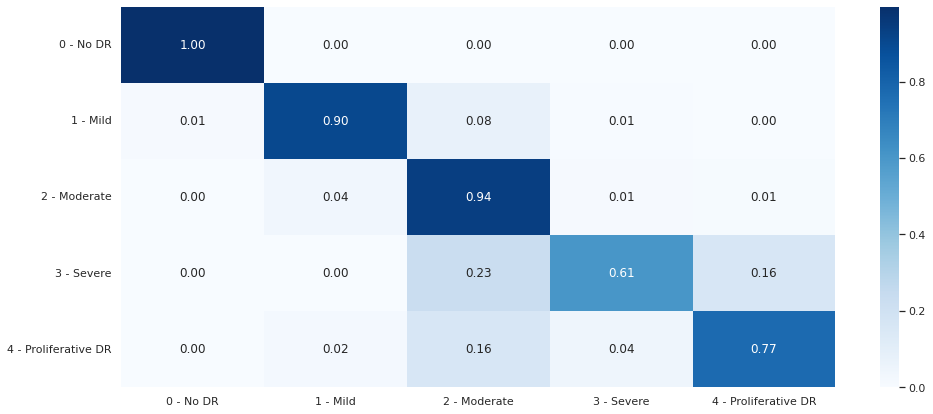 0 - No DR 1.00 0.00 0.00 0.00 0.00
1 - Mild 0.01 0.90 0.08 0.01 0.00
2 - Moderate 0.00 0.04 0.94 0.01 0.01
3 - Severe 0.00 0.00 0.23 0.61 0.16
4 - Proliferative DR 0.00 0.02 0.16 0.04 0.77
0 - No DR 1 - Mild 2 - Moderate 3 - Severe 4 - Proliferative DR
0.8
0.6
0.4
0.2
0.0